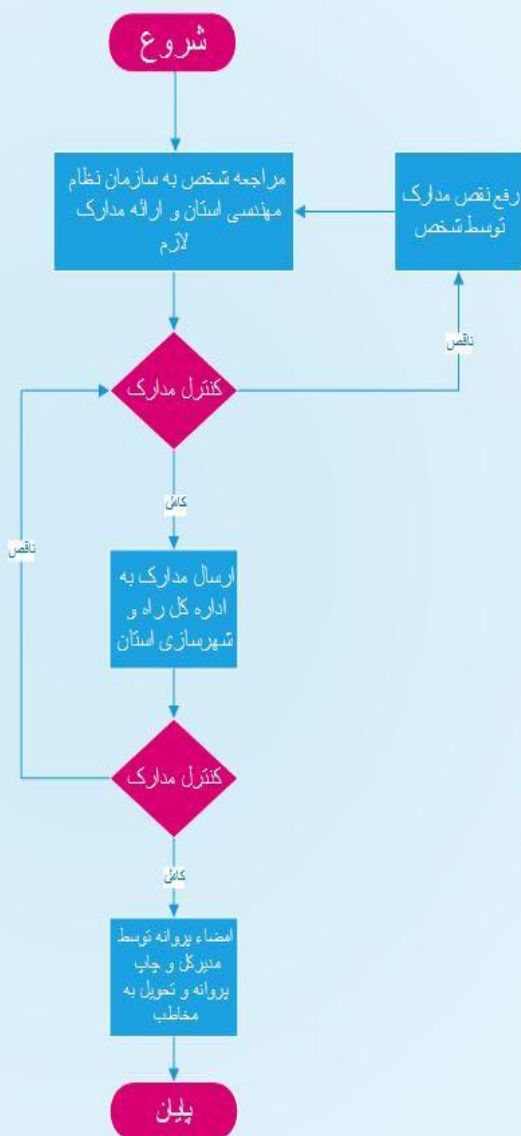 شروع
مراجعه شخص به سازمان نظام
مهندسی استان و ارائه مدارک
لازم
رفع نقص مدارک
توسط شخص
ناقص
کنترل مدارک
کامل
ناقص
ارسال مدارک به
اداره کل راه و
شهرسازی استان
کنترل مدارک
کامل
امضاء پروانه توسط
مدیرکل و چاپ
پروانه و تحویل به
مخاطب
پایان